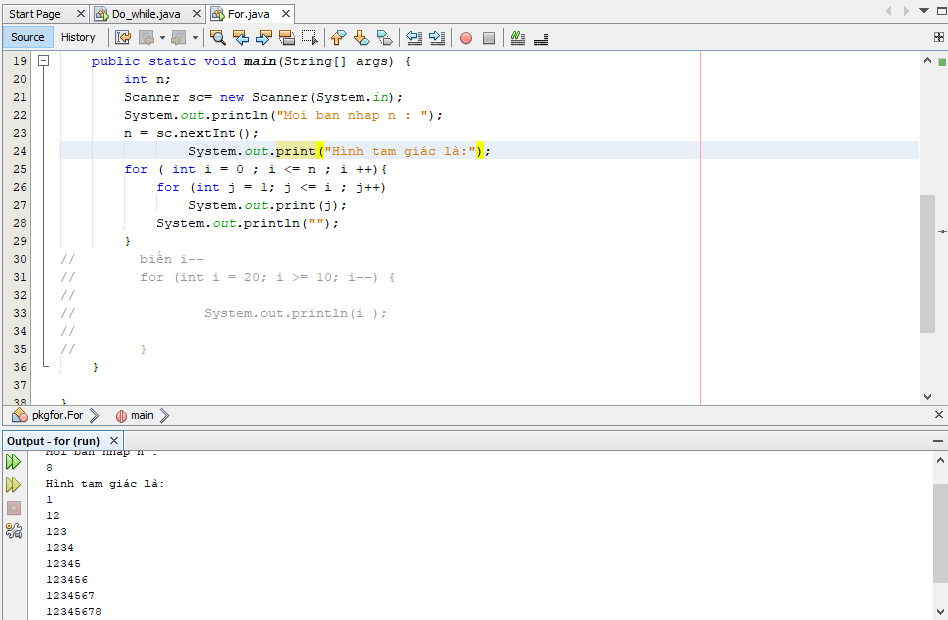 Start Page
Do_while.java
For.java
Source
History
19 public static void main(String[] args) {
20 int n;
21 Scanner sc= new Scanner(System.in);
22 System.out.println("Moi ban nhap n : ");
23 n = sc.nextInt();
24 System.out.print("Hình tam giác là:");
25 for ( int i = 0 ; i <= n ; i ++){
26 for (int j = 1; j <= i ; j++)
27 System.out.print(j);
28 System.out.println("");
29 }
30 // biến i--
31 // for (int i = 20; i >= 10; i--) {
32 //
33 // System.out.println(i );
34 //
35 // }
36 }
37
38 }
pkgfor.For
main
Output - for (run)
Moi ban nhap n :
8
Hình tam giác là:
1
12
123
1234
12345
123456
1234567
12345678